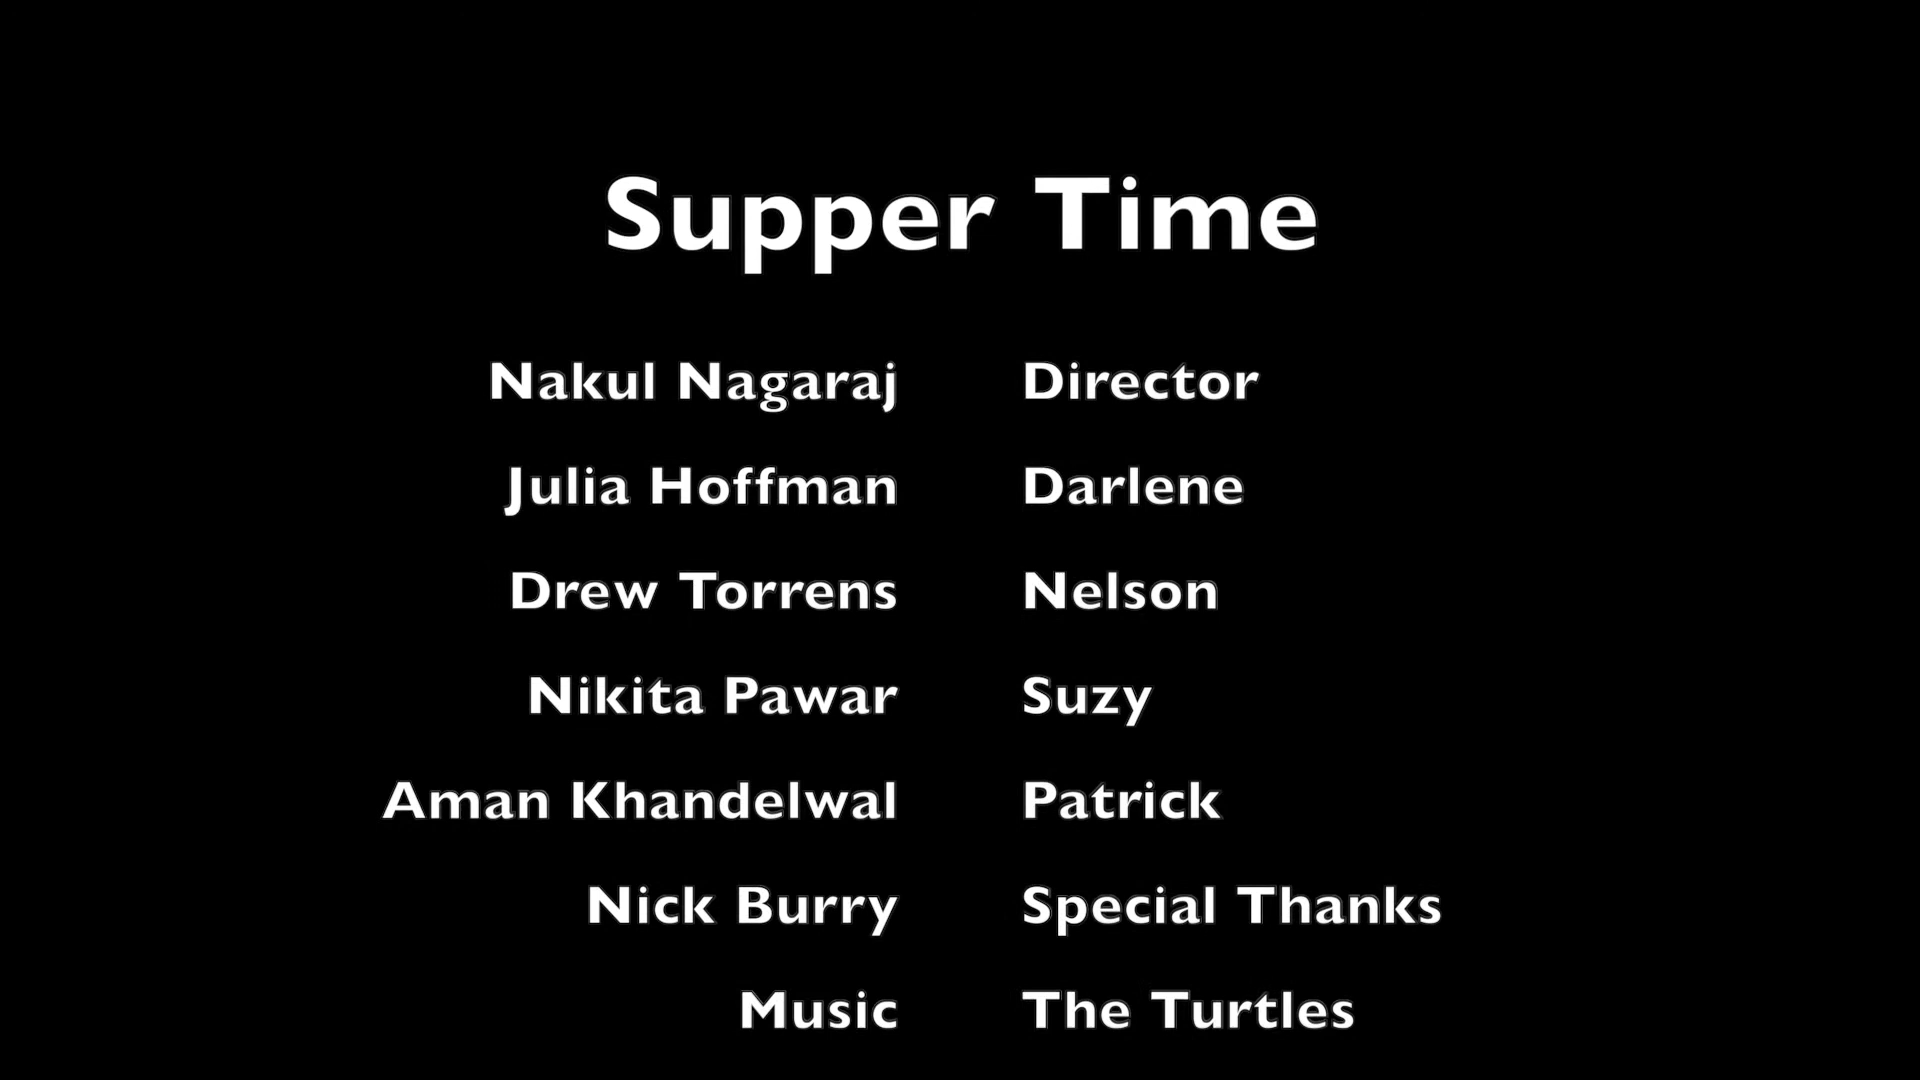 Supper Time
Nakul Nagaraj Director
Julia Hoffman Darlene
Drew Torrens Nelson
Nikita Pawar Suzy
Aman Khandelwal Patrick
Nick Burry Special Thanks
Music The Turtles